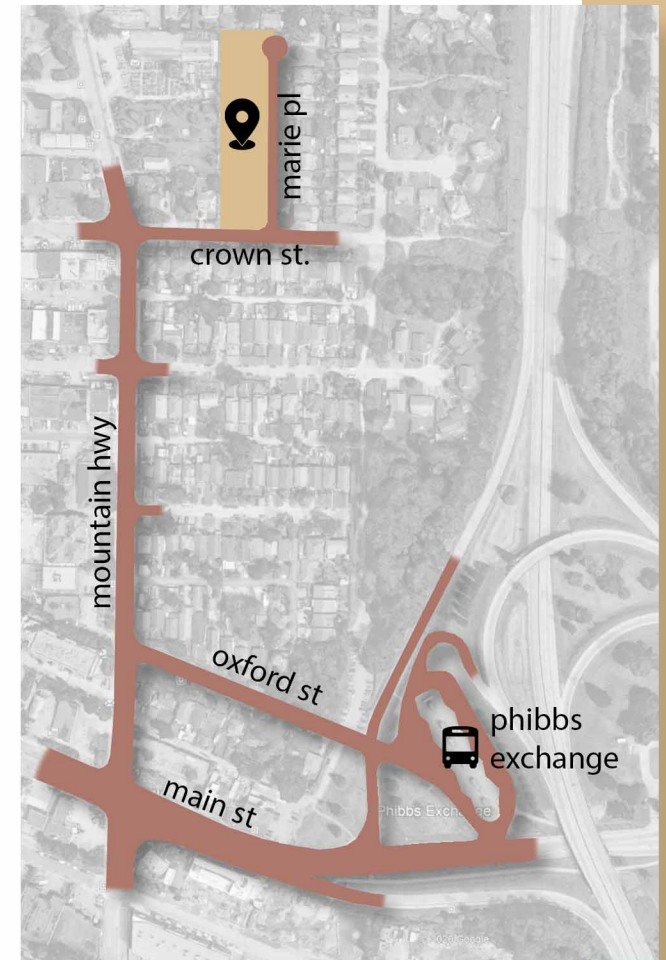 marie pl
crown st.
mountain hwy
oxford st
phibbs
exchange
main st
Phibbs Exchange